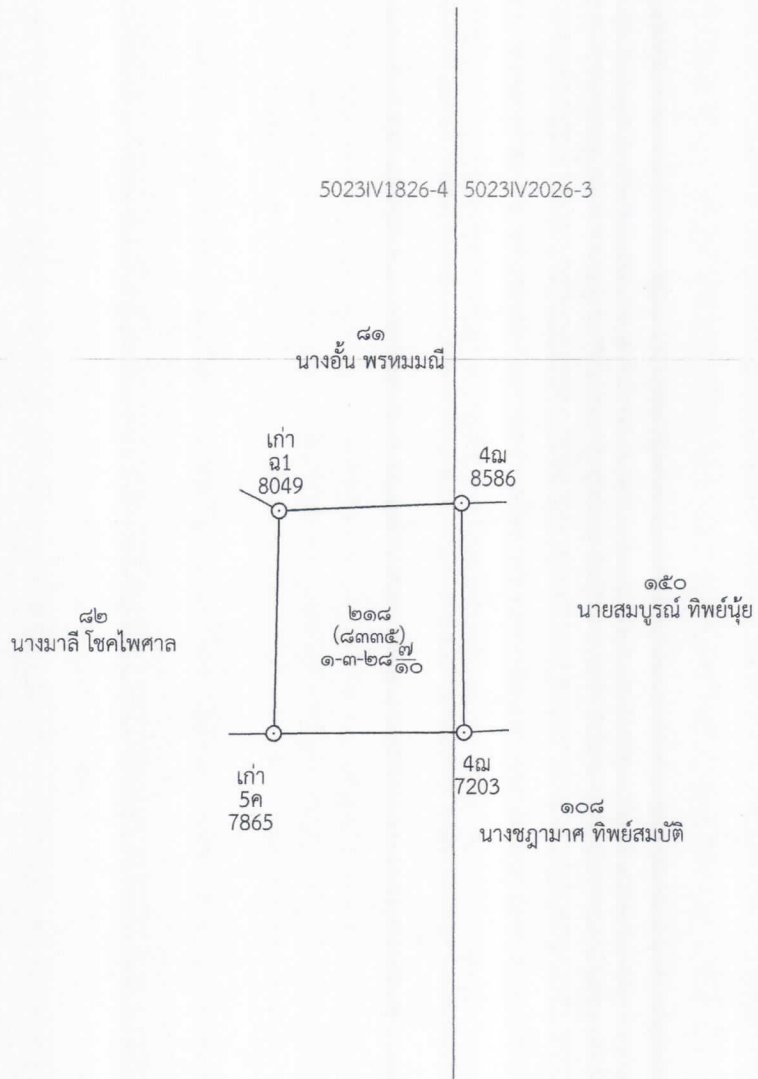 5023IV1826-4 5023IV2026-3
๘๑
นางอั้น พรหมมณี
เก่า
ฉ1
8049
4ฌ
8586
๘๒
นางมาลี โชคไพศาล
๒๑๘
(๘๓๓๕)
๑-๓-๒๘ ๗/๑๐
๑๕๐
นายสมบูรณ์ ทิพย์นุ้ย
เก่า
5ค
7865
4ฌ
7203
๑๐๘
นางชฎามาศ ทิพย์สมบัติ